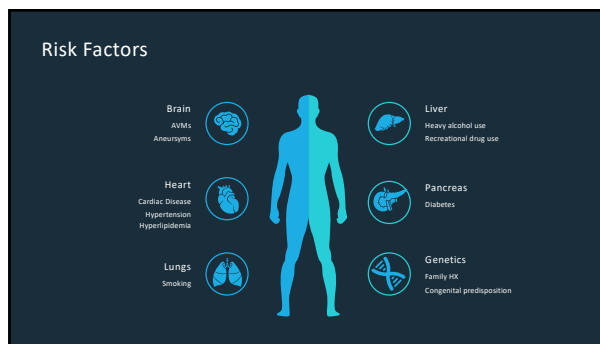 Risk Factors
Brain
AVMs
Aneursyms
Heart
Cardiac Disease
Hypertension
Hyperlipidemia
Lungs
Smoking
Liver
Heavy alcohol use
Recreational drug use
Pancreas
Diabetes
Genetics
Family HX
Congenital predisposition